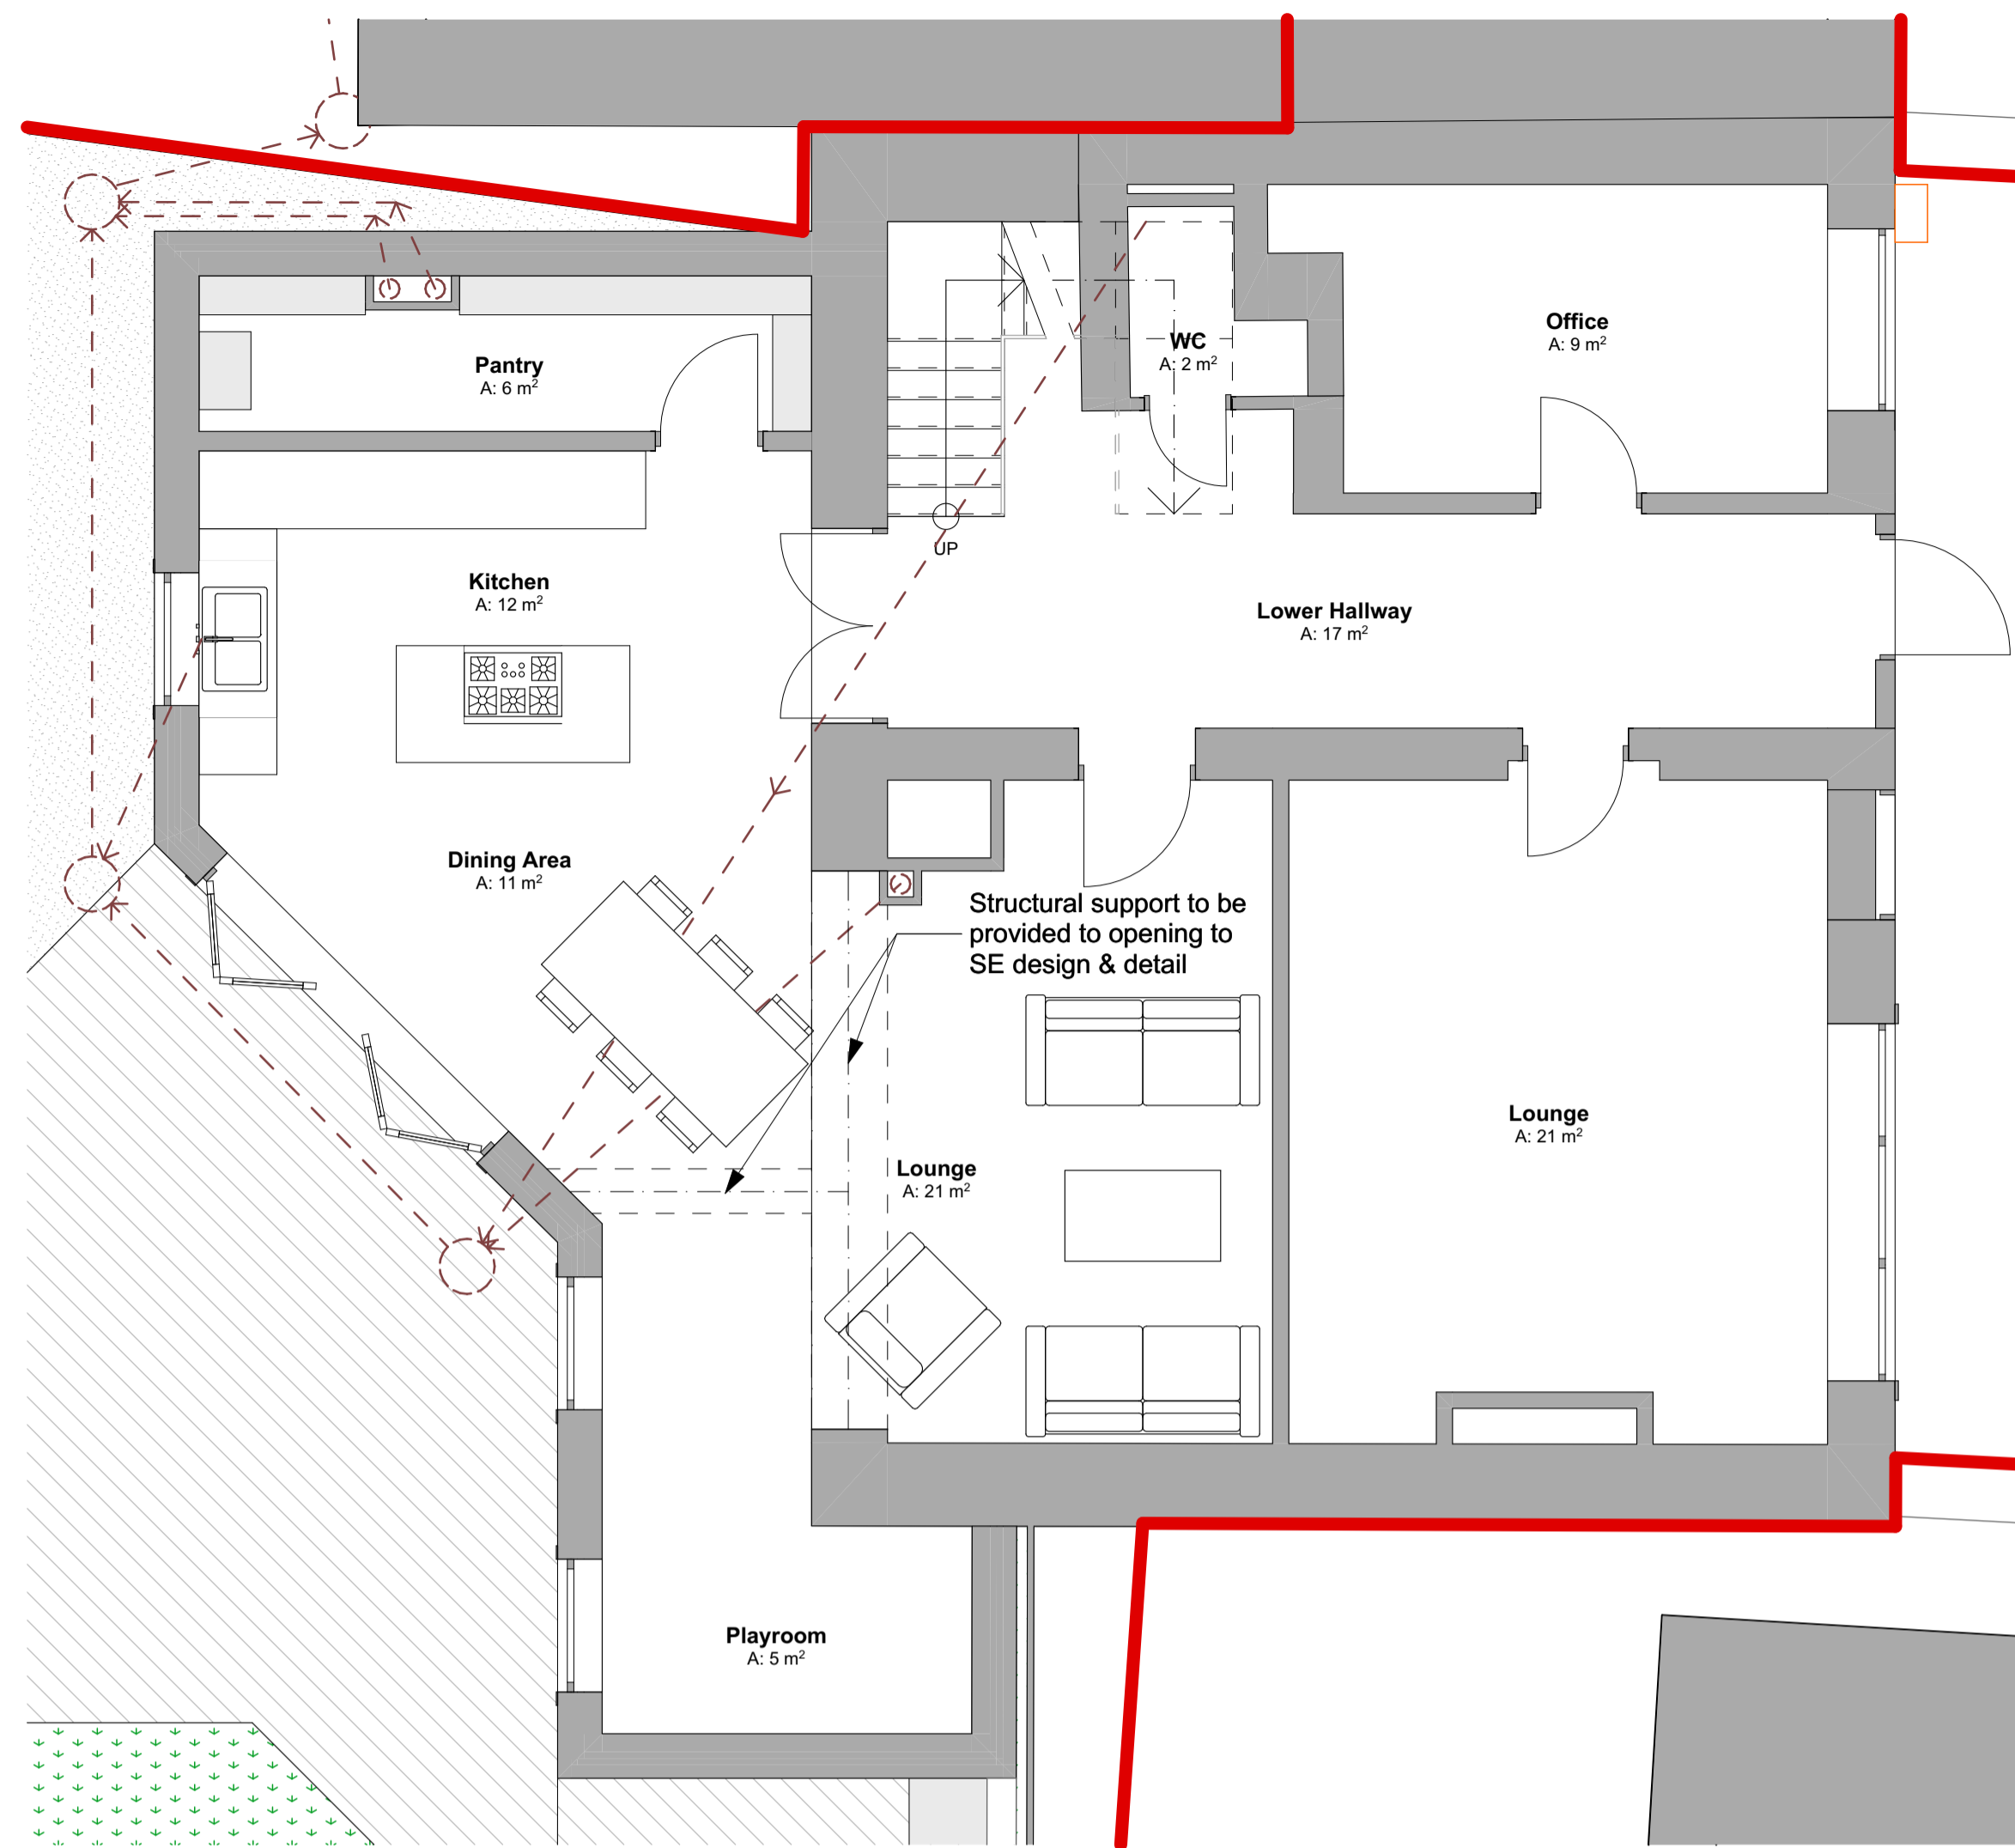 Office
A: 9 m²
WC
A: 2 m²
Pantry
A: 6 m²
UP
Kitchen
A: 12 m²
Lower Hallway
A: 17 m²
Dining Area
A: 11 m²
Structural support to be
provided to opening to
SE design & detail
Lounge
A: 21 m²
Lounge
A: 21 m²
Playroom
A: 5 m²